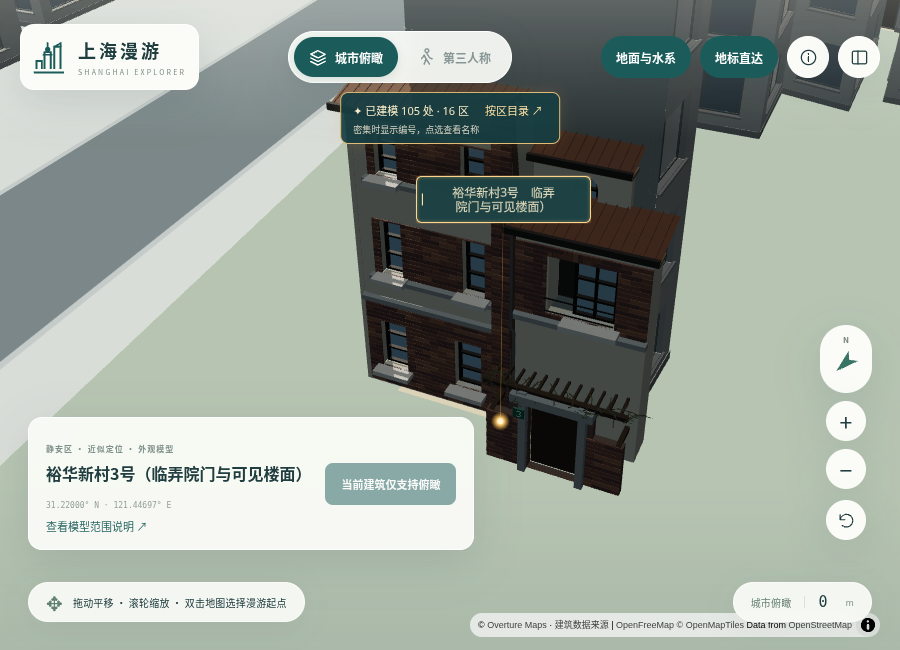 上海漫游
SHANGHAI EXPLORER
城市俯瞰
第三人称
地面与水系
地标直达
✦ 已建模 105 处 · 16 区 按区目录 ↗
密集时显示编号，点选查看名称
裕华新村3号 临弄
院门与可见楼面）
N
3
静安区 · 近似定位 · 外观模型
裕华新村3号（临弄院门与可见楼面）
当前建筑仅支持俯瞰
31.22000° N · 121.44697° E
查看模型范围说明 ↗
拖动平移 · 滚轮缩放 · 双击地图选择漫游起点
城市俯瞰 0 m
© Overture Maps · 建筑数据来源 | OpenFreeMap © OpenMapTiles Data from OpenStreetMap